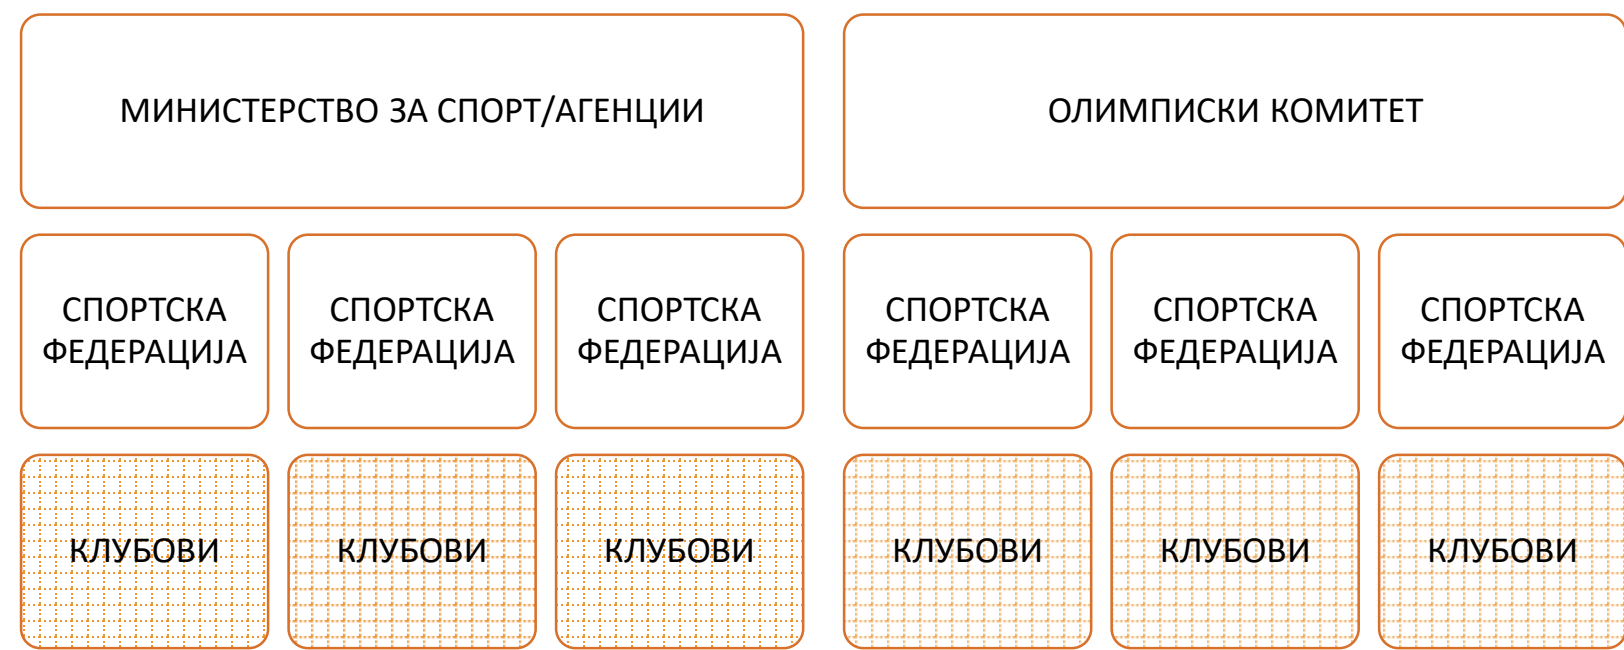 МИНИСТЕРСТВО ЗА СПОРТ/АГЕНЦИИ
ОЛИМПИСКИ КОМИТЕТ
СПОРТСКА
ФЕДЕРАЦИЈА
СПОРТСКА
ФЕДЕРАЦИЈА
СПОРТСКА
ФЕДЕРАЦИЈА
СПОРТСКА
ФЕДЕРАЦИЈА
СПОРТСКА
ФЕДЕРАЦИЈА
СПОРТСКА
ФЕДЕРАЦИЈА
КЛУБОВИ
КЛУБОВИ
КЛУБОВИ
КЛУБОВИ
КЛУБОВИ
КЛУБОВИ